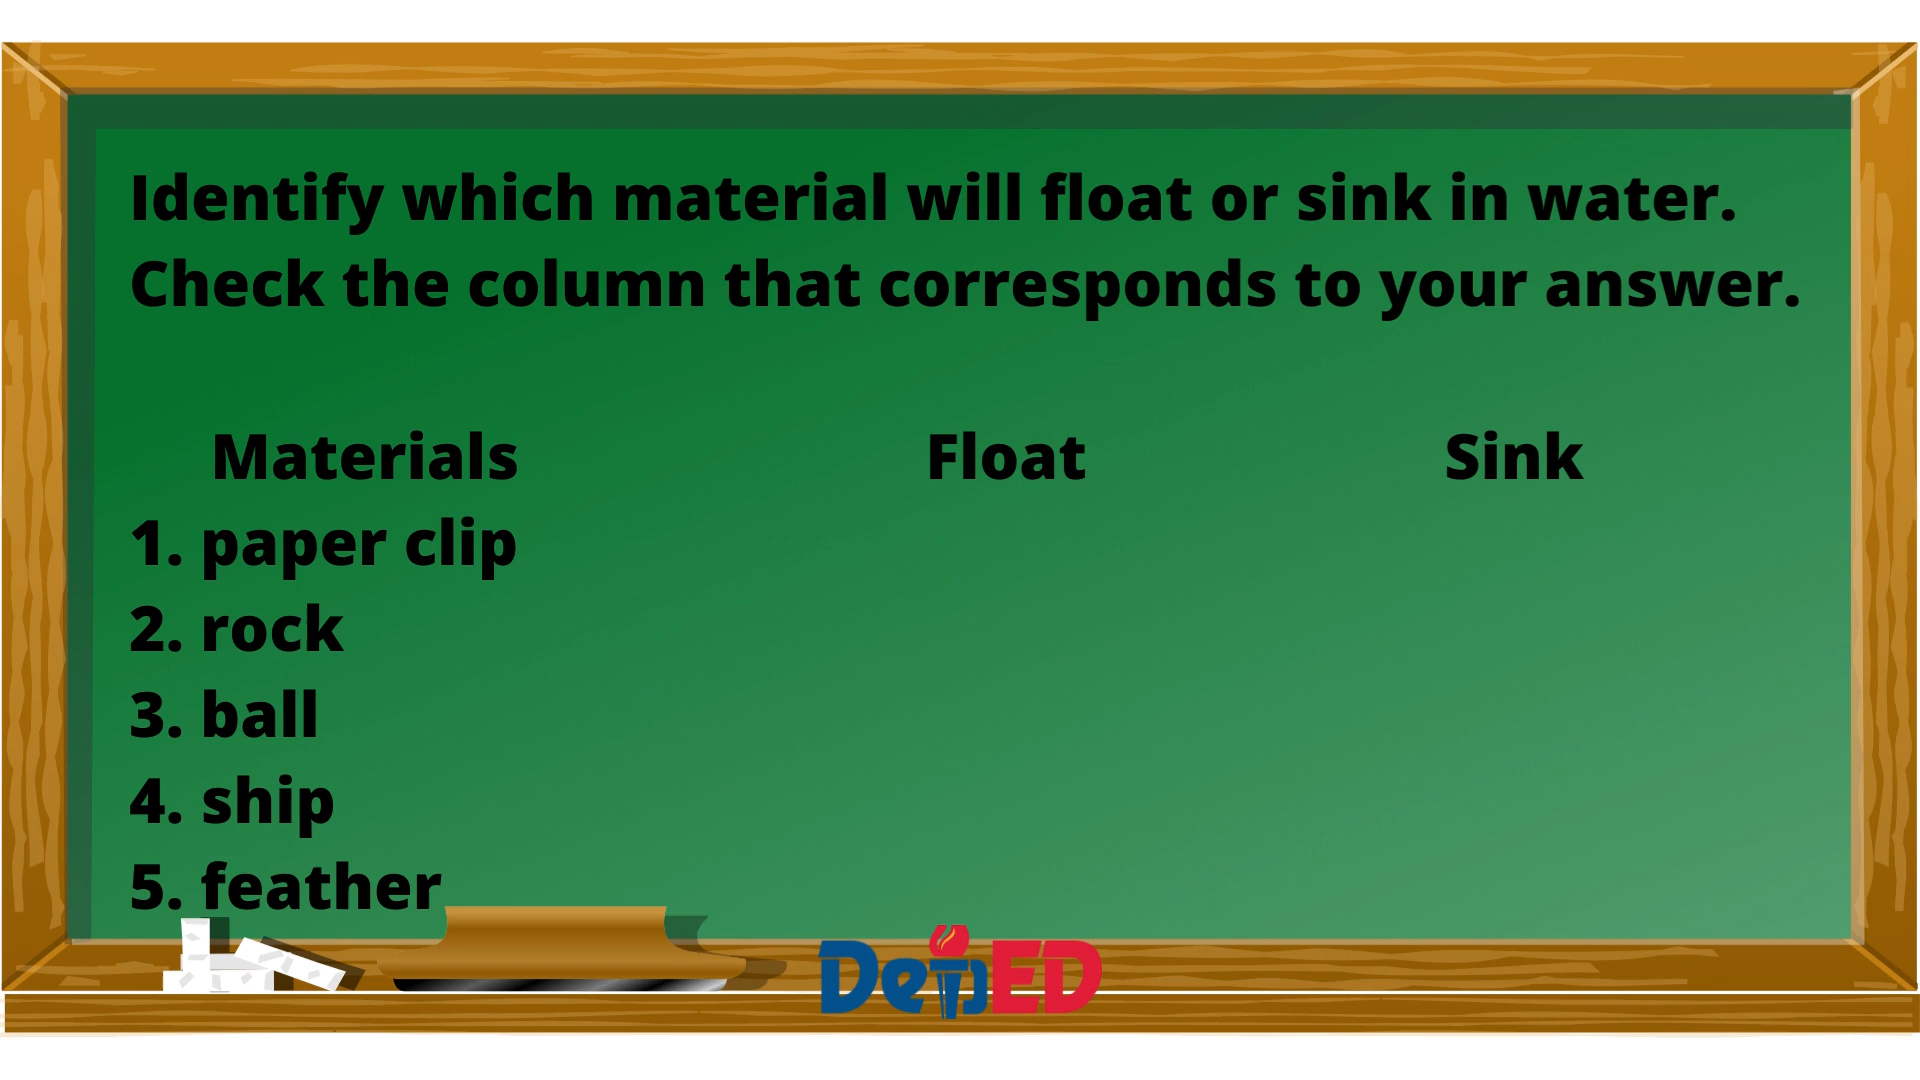 Identify which material will float or sink in water.
Check the column that corresponds to your answer.
Materials Float Sink
1. paper clip
2. rock
3. ball
4. ship
5. feather
DepED